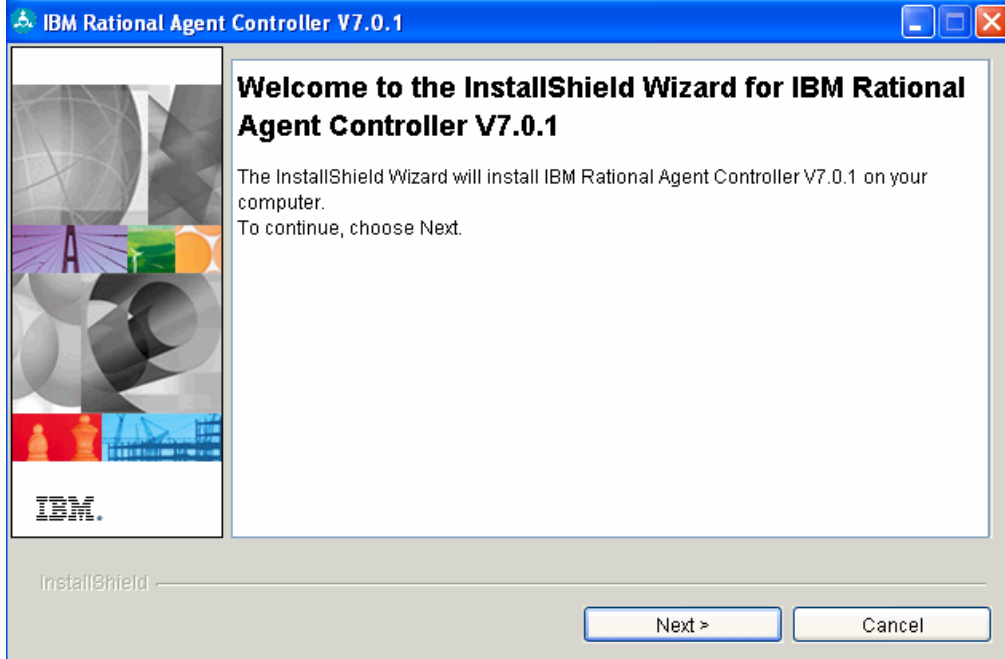 IBM Rational Agent Controller V7.0.1
Welcome to the InstallShield Wizard for IBM Rational
Agent Controller V7.0.1
The InstallShield Wizard will install IBM Rational Agent Controller V7.0.1 on your
computer.
To continue, choose Next.
IBM.
InstallShield
Next >
Cancel